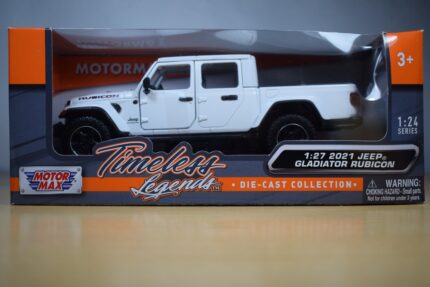 MOTORM
3+
RUBICON
1:24
SERIES
MOTOR
MAX
Timeless
Legends
1:27 2021 JEEP®
GLADIATOR RUBICON
DIE-CAST COLLECTION
WARNING:
CHOKING HAZARD - Small parts
Not for children under 3 years.